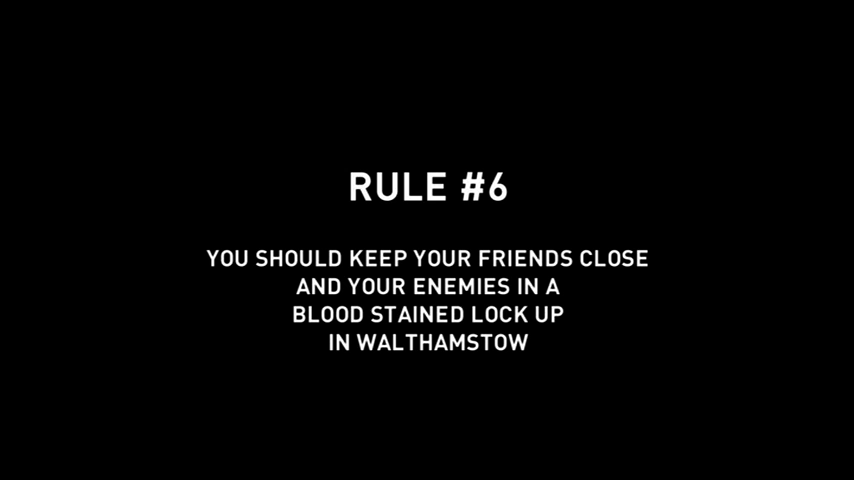 RULE #6
YOU SHOULD KEEP YOUR FRIENDS CLOSE
AND YOUR ENEMIES IN A
BLOOD STAINED LOCK UP
IN WALTHAMSTOW